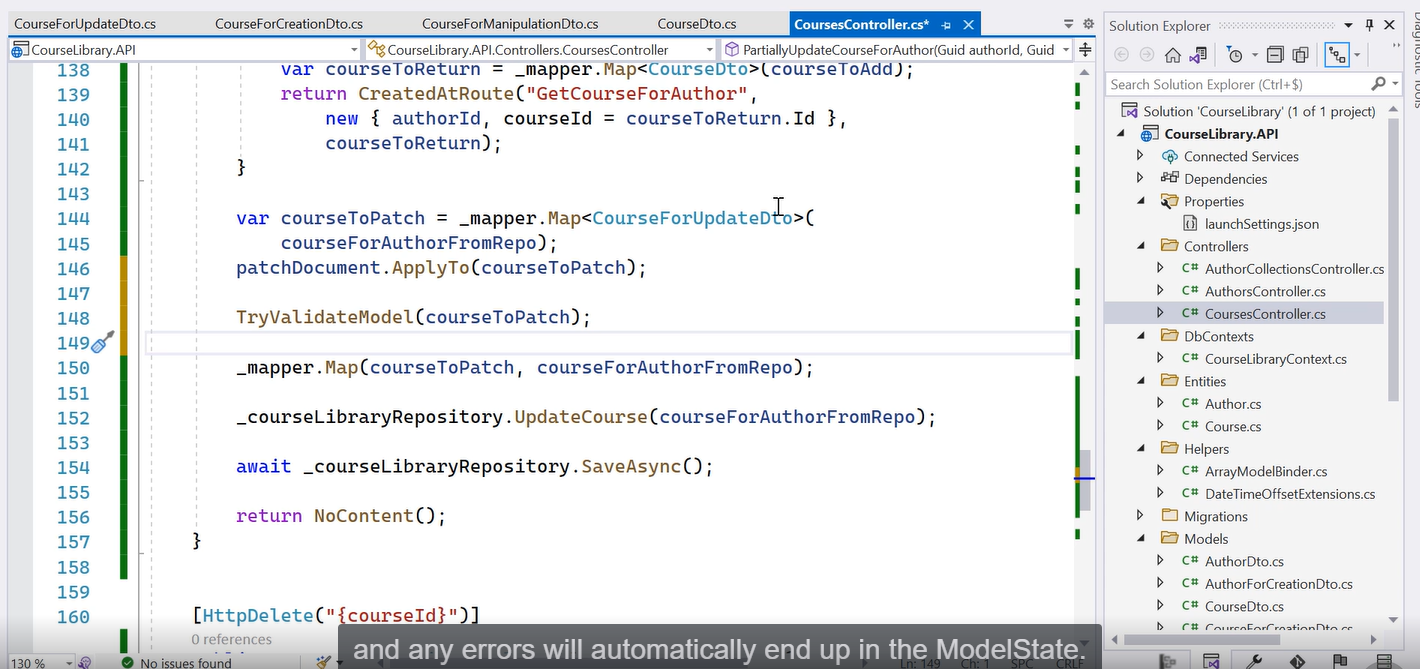 CourseForUpdateDto.cs CourseForCreationDto.cs CourseForManipulationDto.cs CourseDto.cs CoursesController.cs*
CourseLibrary.API CourseLibrary.API.Controllers.CoursesController PartiallyUpdateCourseForAuthor(Guid authorId, Guid
138 var courseToReturn = _mapper.Map<CourseDto>(courseToAdd);
139 return CreatedAtRoute("GetCourseForAuthor",
140 new { authorId, courseId = courseToReturn.Id },
141 courseToReturn);
142 }
143
144 var courseToPatch = _mapper.Map<CourseForUpdateDto>(
145 courseForAuthorFromRepo);
146 patchDocument.ApplyTo(courseToPatch);
147
148 TryValidateModel(courseToPatch);
149
150 _mapper.Map(courseToPatch, courseForAuthorFromRepo);
151
152 _courseLibraryRepository.UpdateCourse(courseForAuthorFromRepo);
153
154 await _courseLibraryRepository.SaveAsync();
155
156 return NoContent();
157 }
158
159
160 [HttpDelete("{courseId}")]
0 references
130 % No issues found Ln: 149 Ch: 1 SPC CRLF
and any errors will automatically end up in the ModelState.
Solution Explorer
Search Solution Explorer (Ctrl+$)
Solution 'CourseLibrary' (1 of 1 project)
CourseLibrary.API
Connected Services
Dependencies
Properties
launchSettings.json
Controllers
C# AuthorCollectionsController.cs
C# AuthorsController.cs
C# CoursesController.cs
DbContexts
C# CourseLibraryContext.cs
Entities
C# Author.cs
C# Course.cs
Helpers
C# ArrayModelBinder.cs
C# DateTimeOffsetExtensions.cs
Migrations
Models
C# AuthorDto.cs
C# AuthorForCreationDto.cs
C# CourseDto.cs
C# CourseForCreationDto.cs